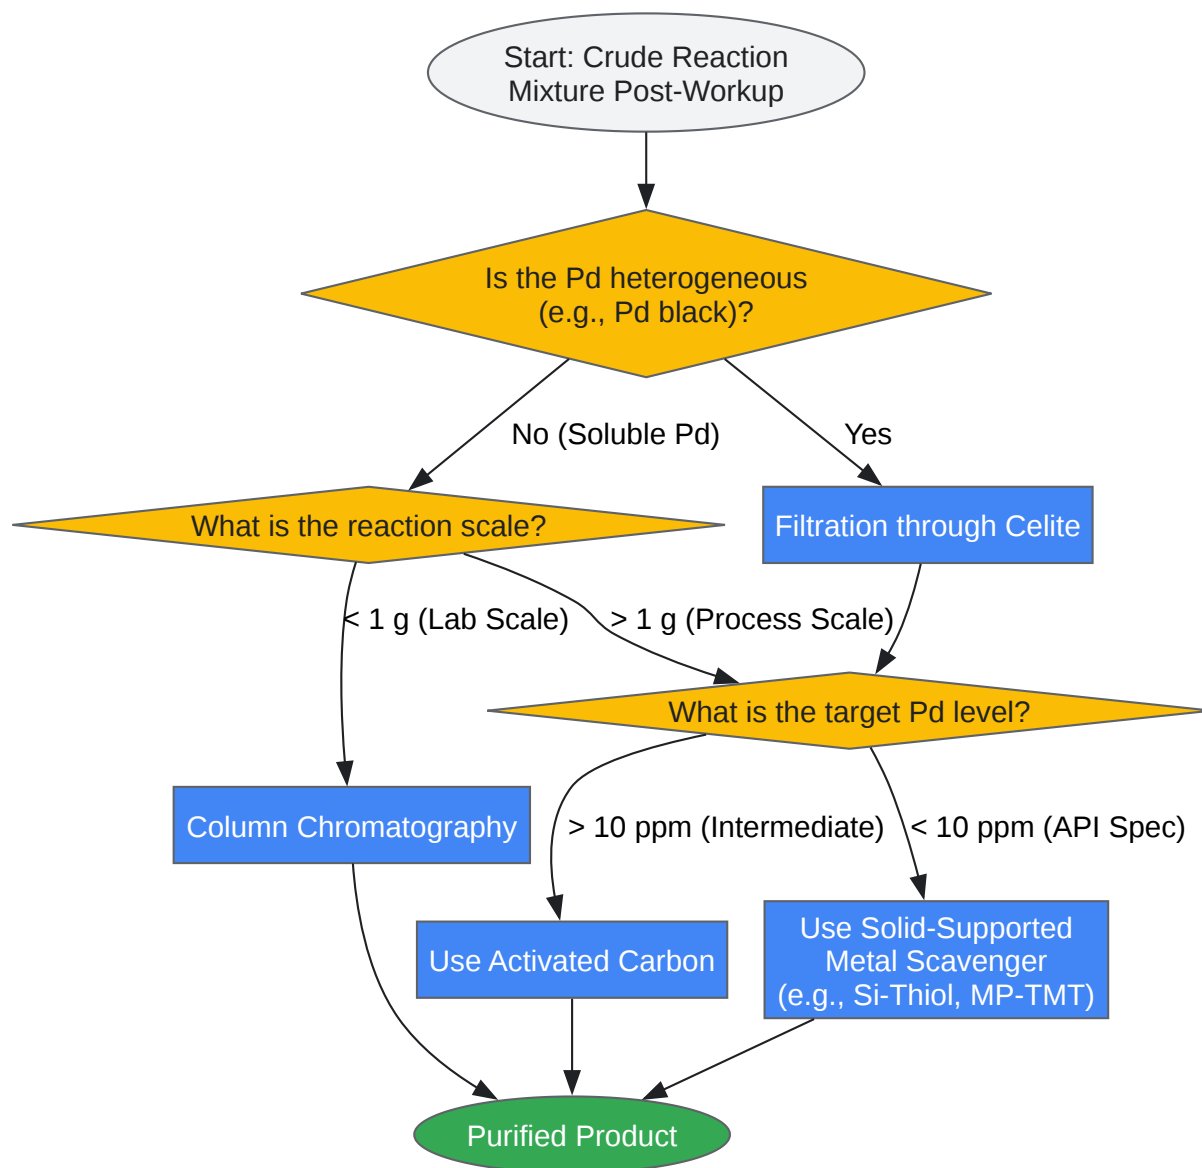 Start: Crude Reaction
Mixture Post-Workup
Is the Pd heterogeneous
(e.g., Pd black)?
No (Soluble Pd)
Yes
What is the reaction scale?
Filtration through Celite
< 1 g (Lab Scale)
> 1 g (Process Scale)
What is the target Pd level?
Column Chromatography
> 10 ppm (Intermediate)
< 10 ppm (API Spec)
Use Activated Carbon
Use Solid-Supported
Metal Scavenger
(e.g., Si-Thiol, MP-TMT)
Purified Product